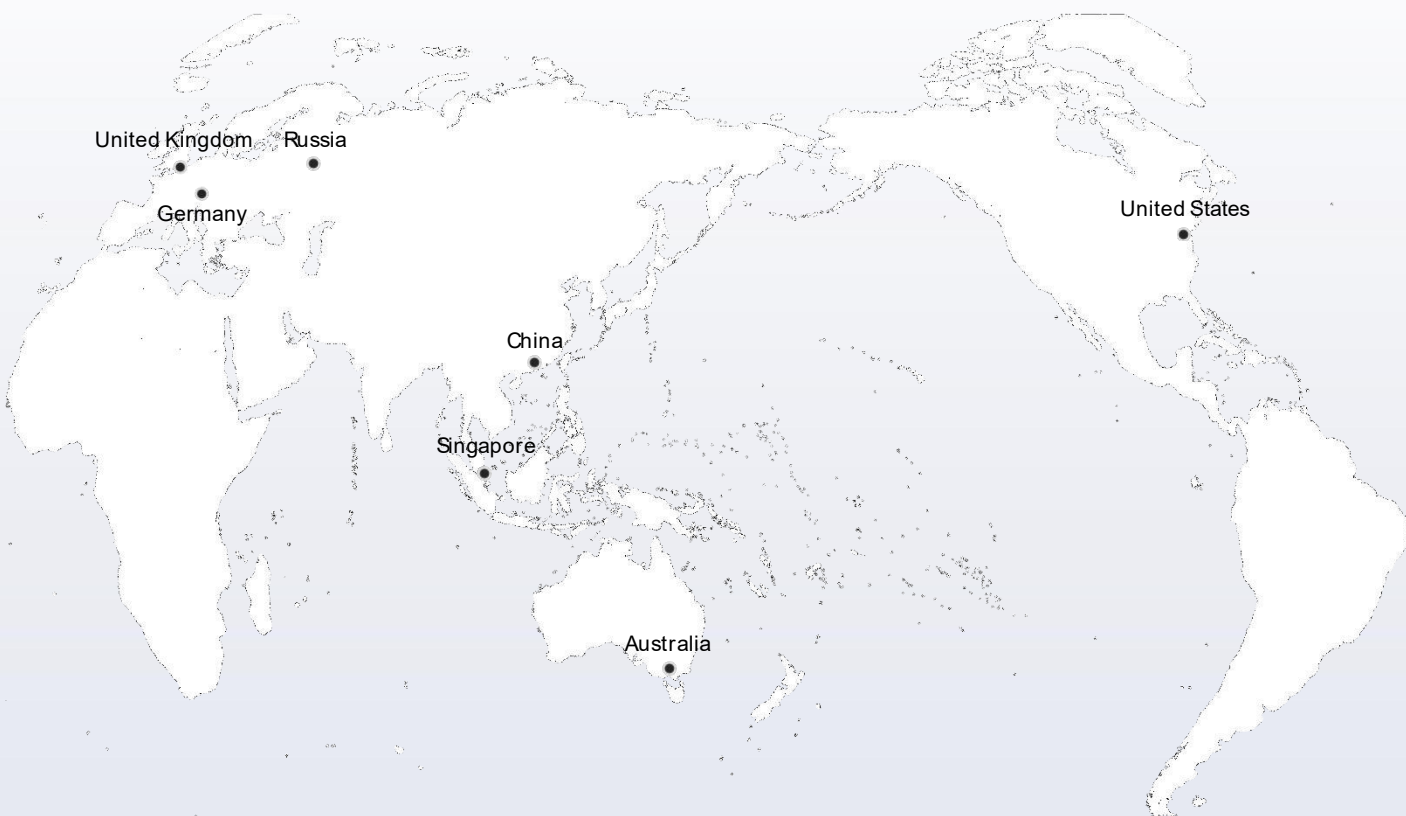 United Kingdom
Russia
Germany
United States
China
Singapore
Australia